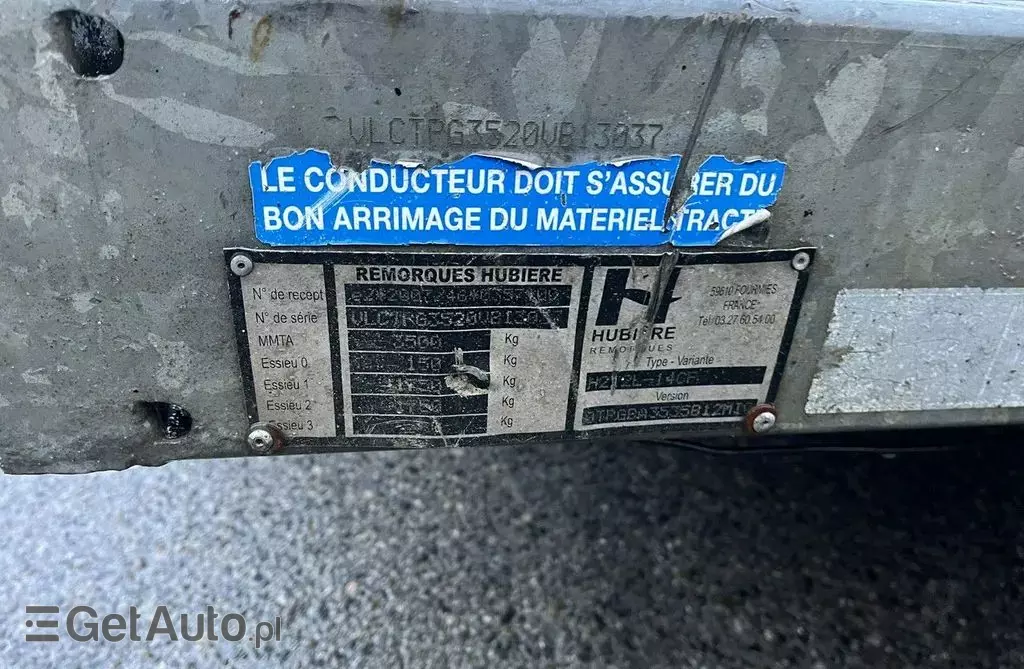 VLCTRG3520WB13037
LE CONDUCTEUR DOIT S'ASSURER DU
BON ARRIMAGE DU MATERIEL TRACTE
REMORQUES HUBIERE
N° de recept
N° de série
MMTA 3500 Kg
Essieu 0 150 Kg
Essieu 1 Kg
Essieu 2 Kg
Essieu 3 Kg
H
HUBIERE
REMORQUES
59610 FOURMIES
FRANCE
Tel: 03.27.60.54.00
Type - Variante
Version
GetAuto.pl